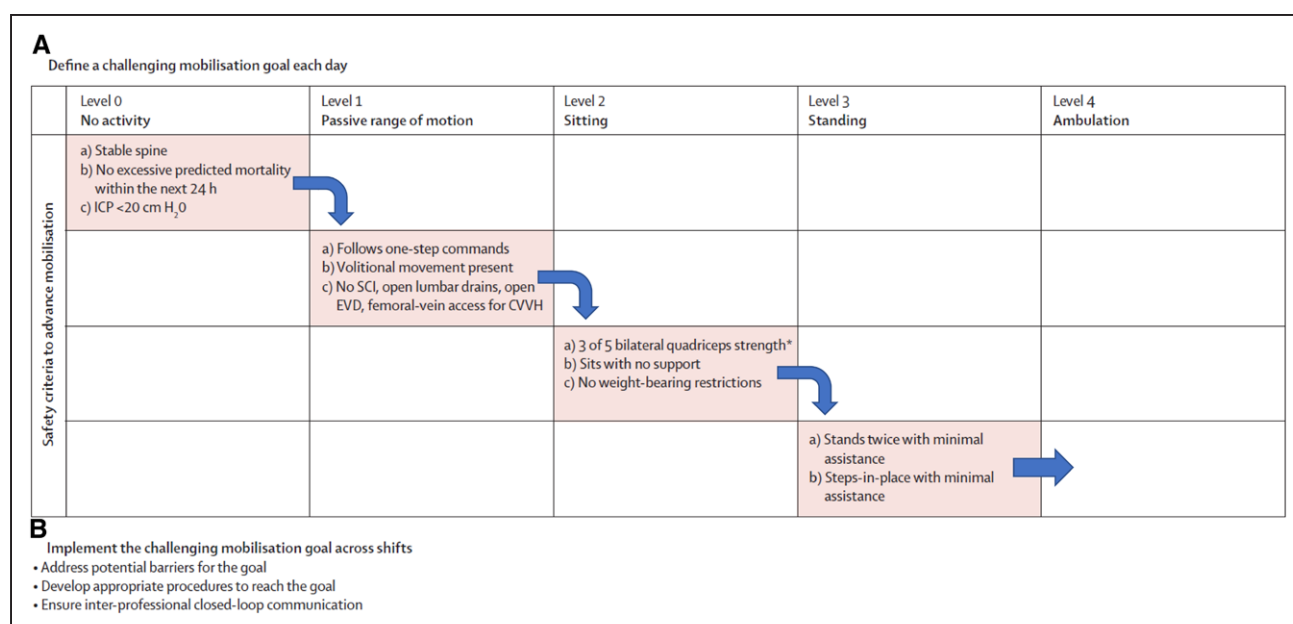 A
Define a challenging mobilisation goal each day
Level 0
No activity
Level 1
Passive range of motion
Level 2
Sitting
Level 3
Standing
Level 4
Ambulation
Safety criteria to advance mobilisation
a) Stable spine
b) No excessive predicted mortality
within the next 24 h
c) ICP <20 cm H₂0
a) Follows one-step commands
b) Volitional movement present
c) No SCI, open lumbar drains, open
EVD, femoral-vein access for CVVH
a) 3 of 5 bilateral quadriceps strength*
b) Sits with no support
c) No weight-bearing restrictions
a) Stands twice with minimal
assistance
b) Steps-in-place with minimal
assistance
B
Implement the challenging mobilisation goal across shifts
• Address potential barriers for the goal
• Develop appropriate procedures to reach the goal
• Ensure inter-professional closed-loop communication